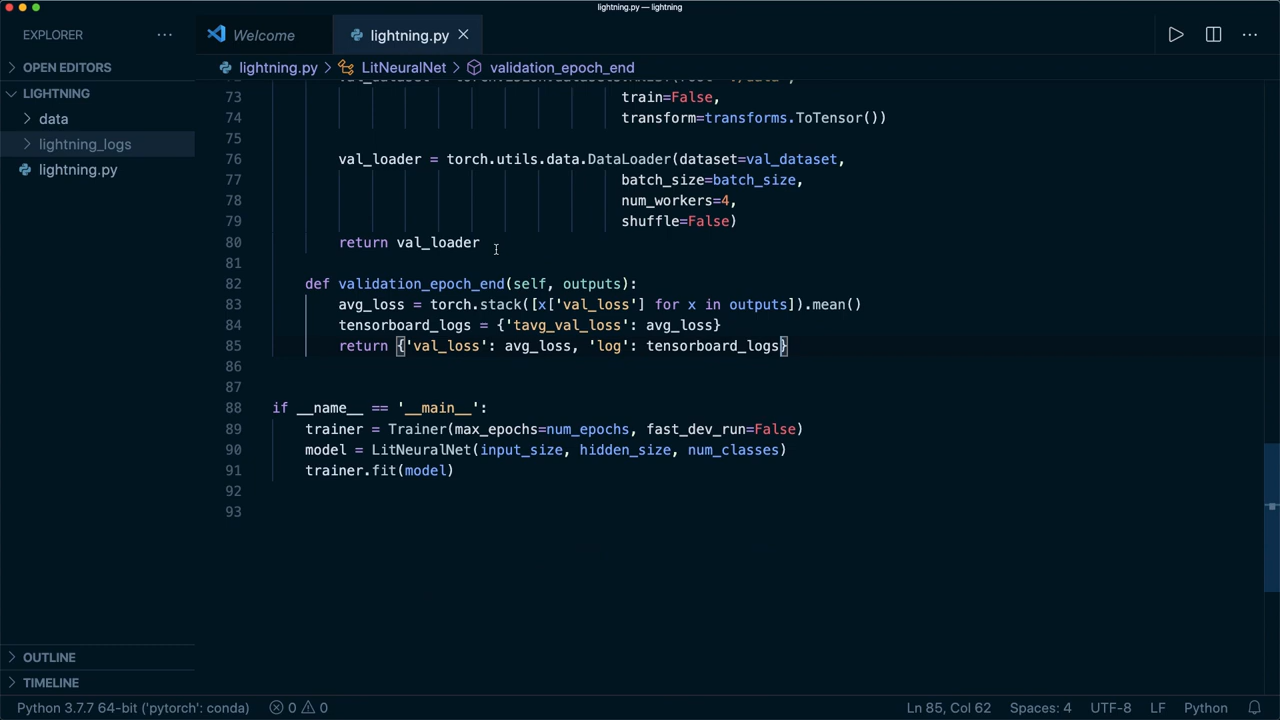 lightning.py — lightning
EXPLORER
Welcome
lightning.py
OPEN EDITORS
lightning.py > LitNeuralNet > validation_epoch_end
LIGHTNING
data
lightning_logs
lightning.py
73 train=False,
74 transform=transforms.ToTensor())
75
76 val_loader = torch.utils.data.DataLoader(dataset=val_dataset,
77 batch_size=batch_size,
78 num_workers=4,
79 shuffle=False)
80 return val_loader
81
82 def validation_epoch_end(self, outputs):
83 avg_loss = torch.stack([x['val_loss'] for x in outputs]).mean()
84 tensorboard_logs = {'tavg_val_loss': avg_loss}
85 return {'val_loss': avg_loss, 'log': tensorboard_logs}
86
87
88 if __name__ == '__main__':
89 trainer = Trainer(max_epochs=num_epochs, fast_dev_run=False)
90 model = LitNeuralNet(input_size, hidden_size, num_classes)
91 trainer.fit(model)
92
93
OUTLINE
TIMELINE
Python 3.7.7 64-bit ('pytorch': conda) 0 0 Ln 85, Col 62 Spaces: 4 UTF-8 LF Python